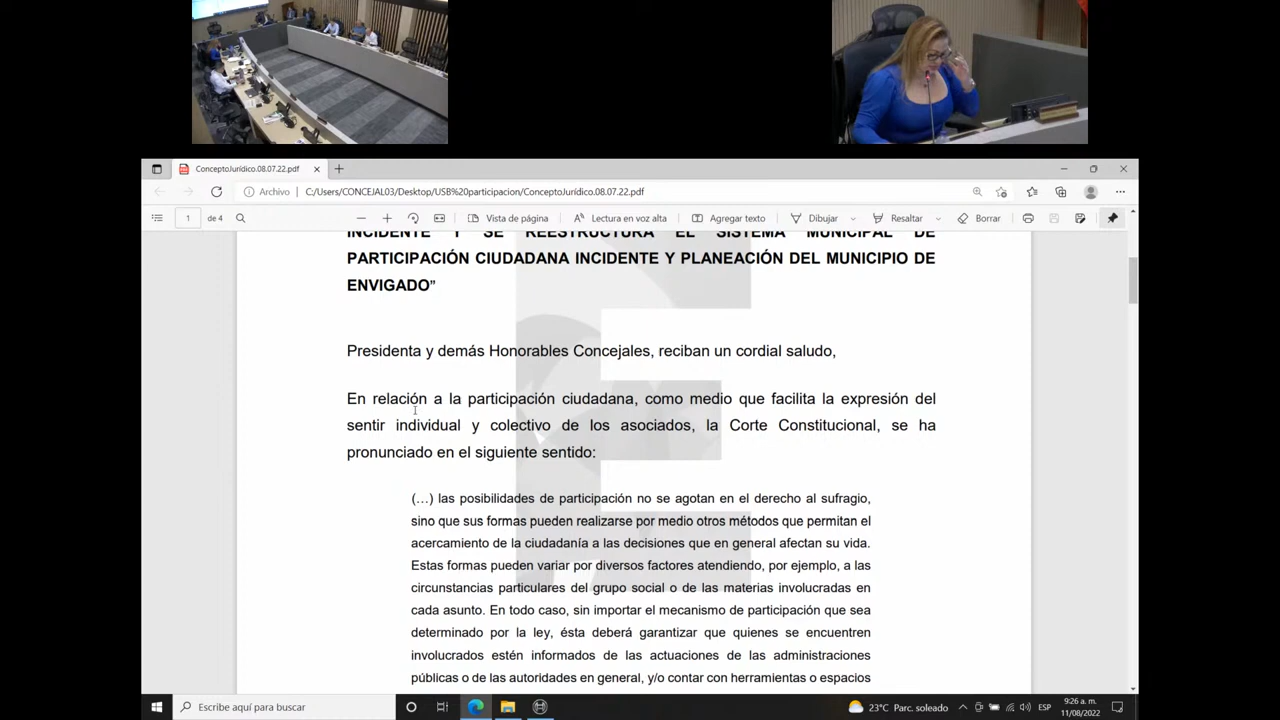 ConceptoJurídico.08.07.22.pdf
Archivo
C:/Users/CONCEJAL03/Desktop/USB%20participacion/ConceptoJurídico.08.07.22.pdf
1 de 4
Vista de página
Lectura en voz alta
Agregar texto
Dibujar
Resaltar
Borrar
INCIDENTE Y SE REESTRUCTURA EL SISTEMA MUNICIPAL DE
PARTICIPACIÓN CIUDADANA INCIDENTE Y PLANEACIÓN DEL MUNICIPIO DE
ENVIGADO”
Presidenta y demás Honorables Concejales, reciban un cordial saludo,
En relación a la participación ciudadana, como medio que facilita la expresión del
sentir individual y colectivo de los asociados, la Corte Constitucional, se ha
pronunciado en el siguiente sentido:
(…) las posibilidades de participación no se agotan en el derecho al sufragio,
sino que sus formas pueden realizarse por medio otros métodos que permitan el
acercamiento de la ciudadanía a las decisiones que en general afectan su vida.
Estas formas pueden variar por diversos factores atendiendo, por ejemplo, a las
circunstancias particulares del grupo social o de las materias involucradas en
cada asunto. En todo caso, sin importar el mecanismo de participación que sea
determinado por la ley, ésta deberá garantizar que quienes se encuentren
involucrados estén informados de las actuaciones de las administraciones
públicas o de las autoridades en general, y/o contar con herramientas o espacios
Escribe aquí para buscar
23°C Parc. soleado
ESP
9:26 a. m.
11/08/2022